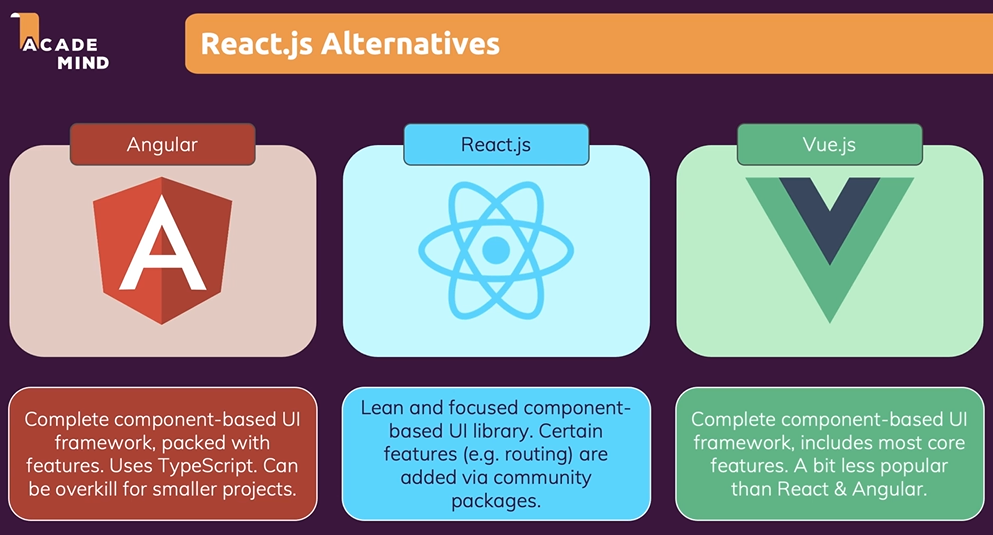 ACADE
MIND
React.js Alternatives
Angular
A
Complete component-based UI
framework, packed with
features. Uses TypeScript. Can
be overkill for smaller projects.
React.js
Lean and focused component-
based UI library. Certain
features (e.g. routing) are
added via community
packages.
Vue.js
Complete component-based UI
framework, includes most core
features. A bit less popular
than React & Angular.